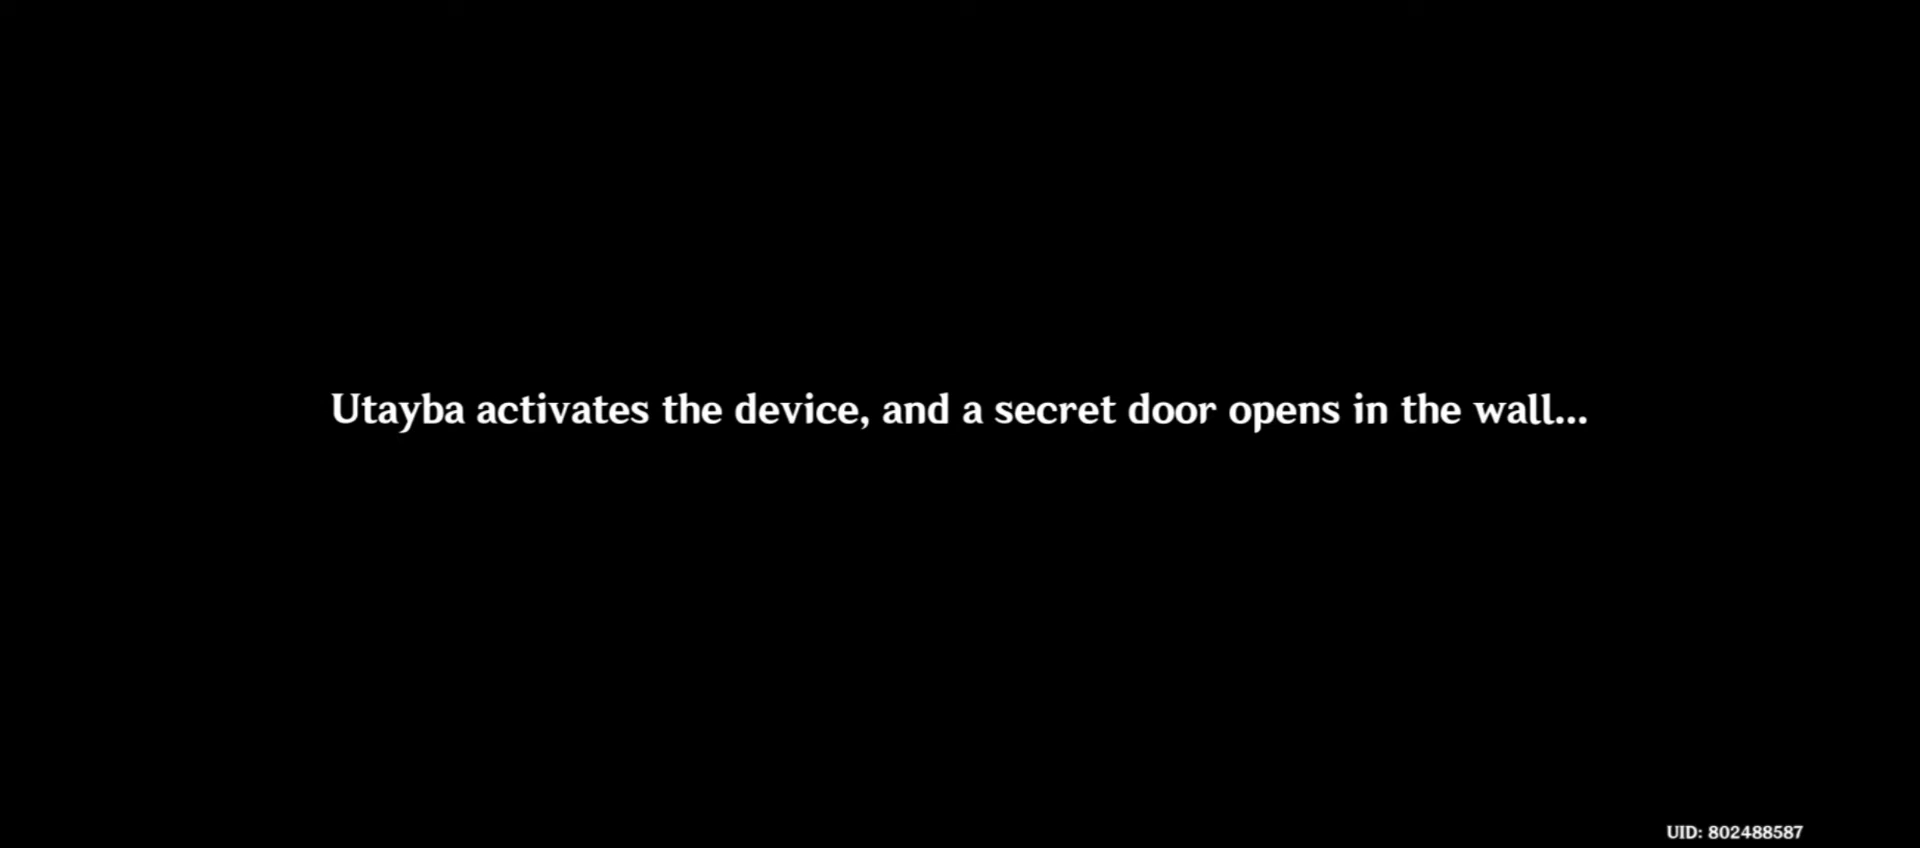 Utayba activates the device, and a secret door opens in the wall...
UID: 802488587